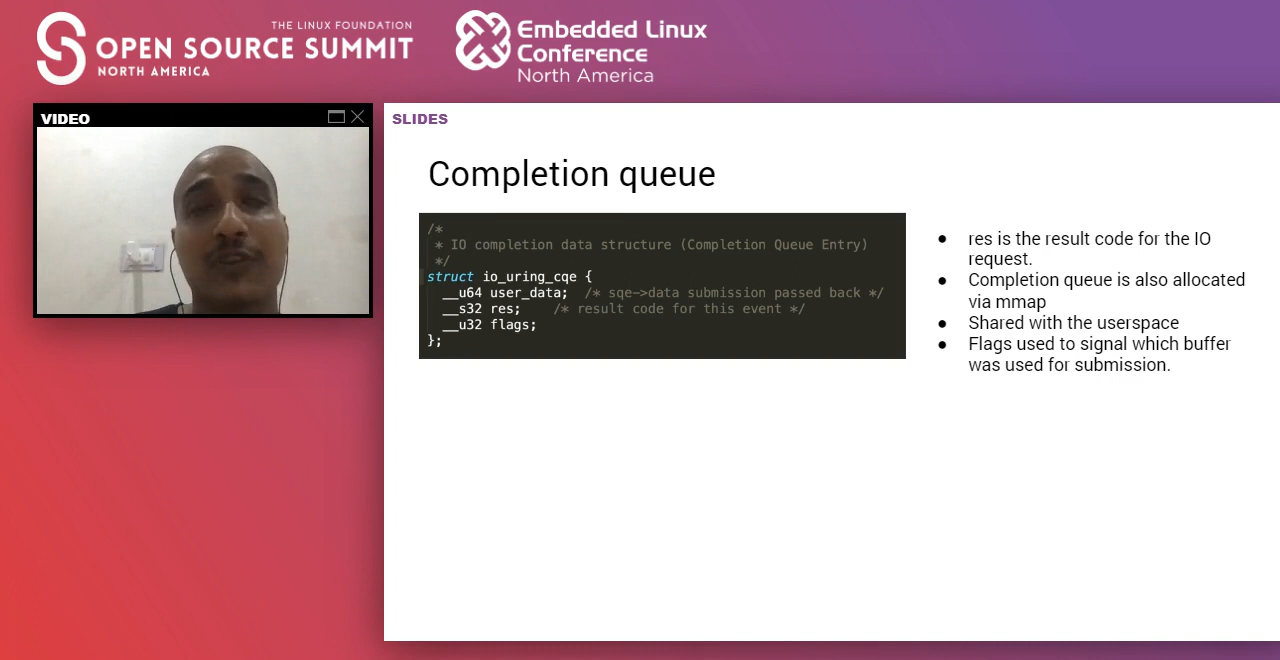 THE LINUX FOUNDATION
OPEN SOURCE SUMMIT
NORTH AMERICA
Embedded Linux
Conference
North America
VIDEO
SLIDES
Completion queue
/*
* IO completion data structure (Completion Queue Entry)
*/
struct io_uring_cqe {
__u64 user_data; /* sqe->data submission passed back */
__s32 res; /* result code for this event */
__u32 flags;
};
● res is the result code for the IO
request.
● Completion queue is also allocated
via mmap
● Shared with the userspace
● Flags used to signal which buffer
was used for submission.